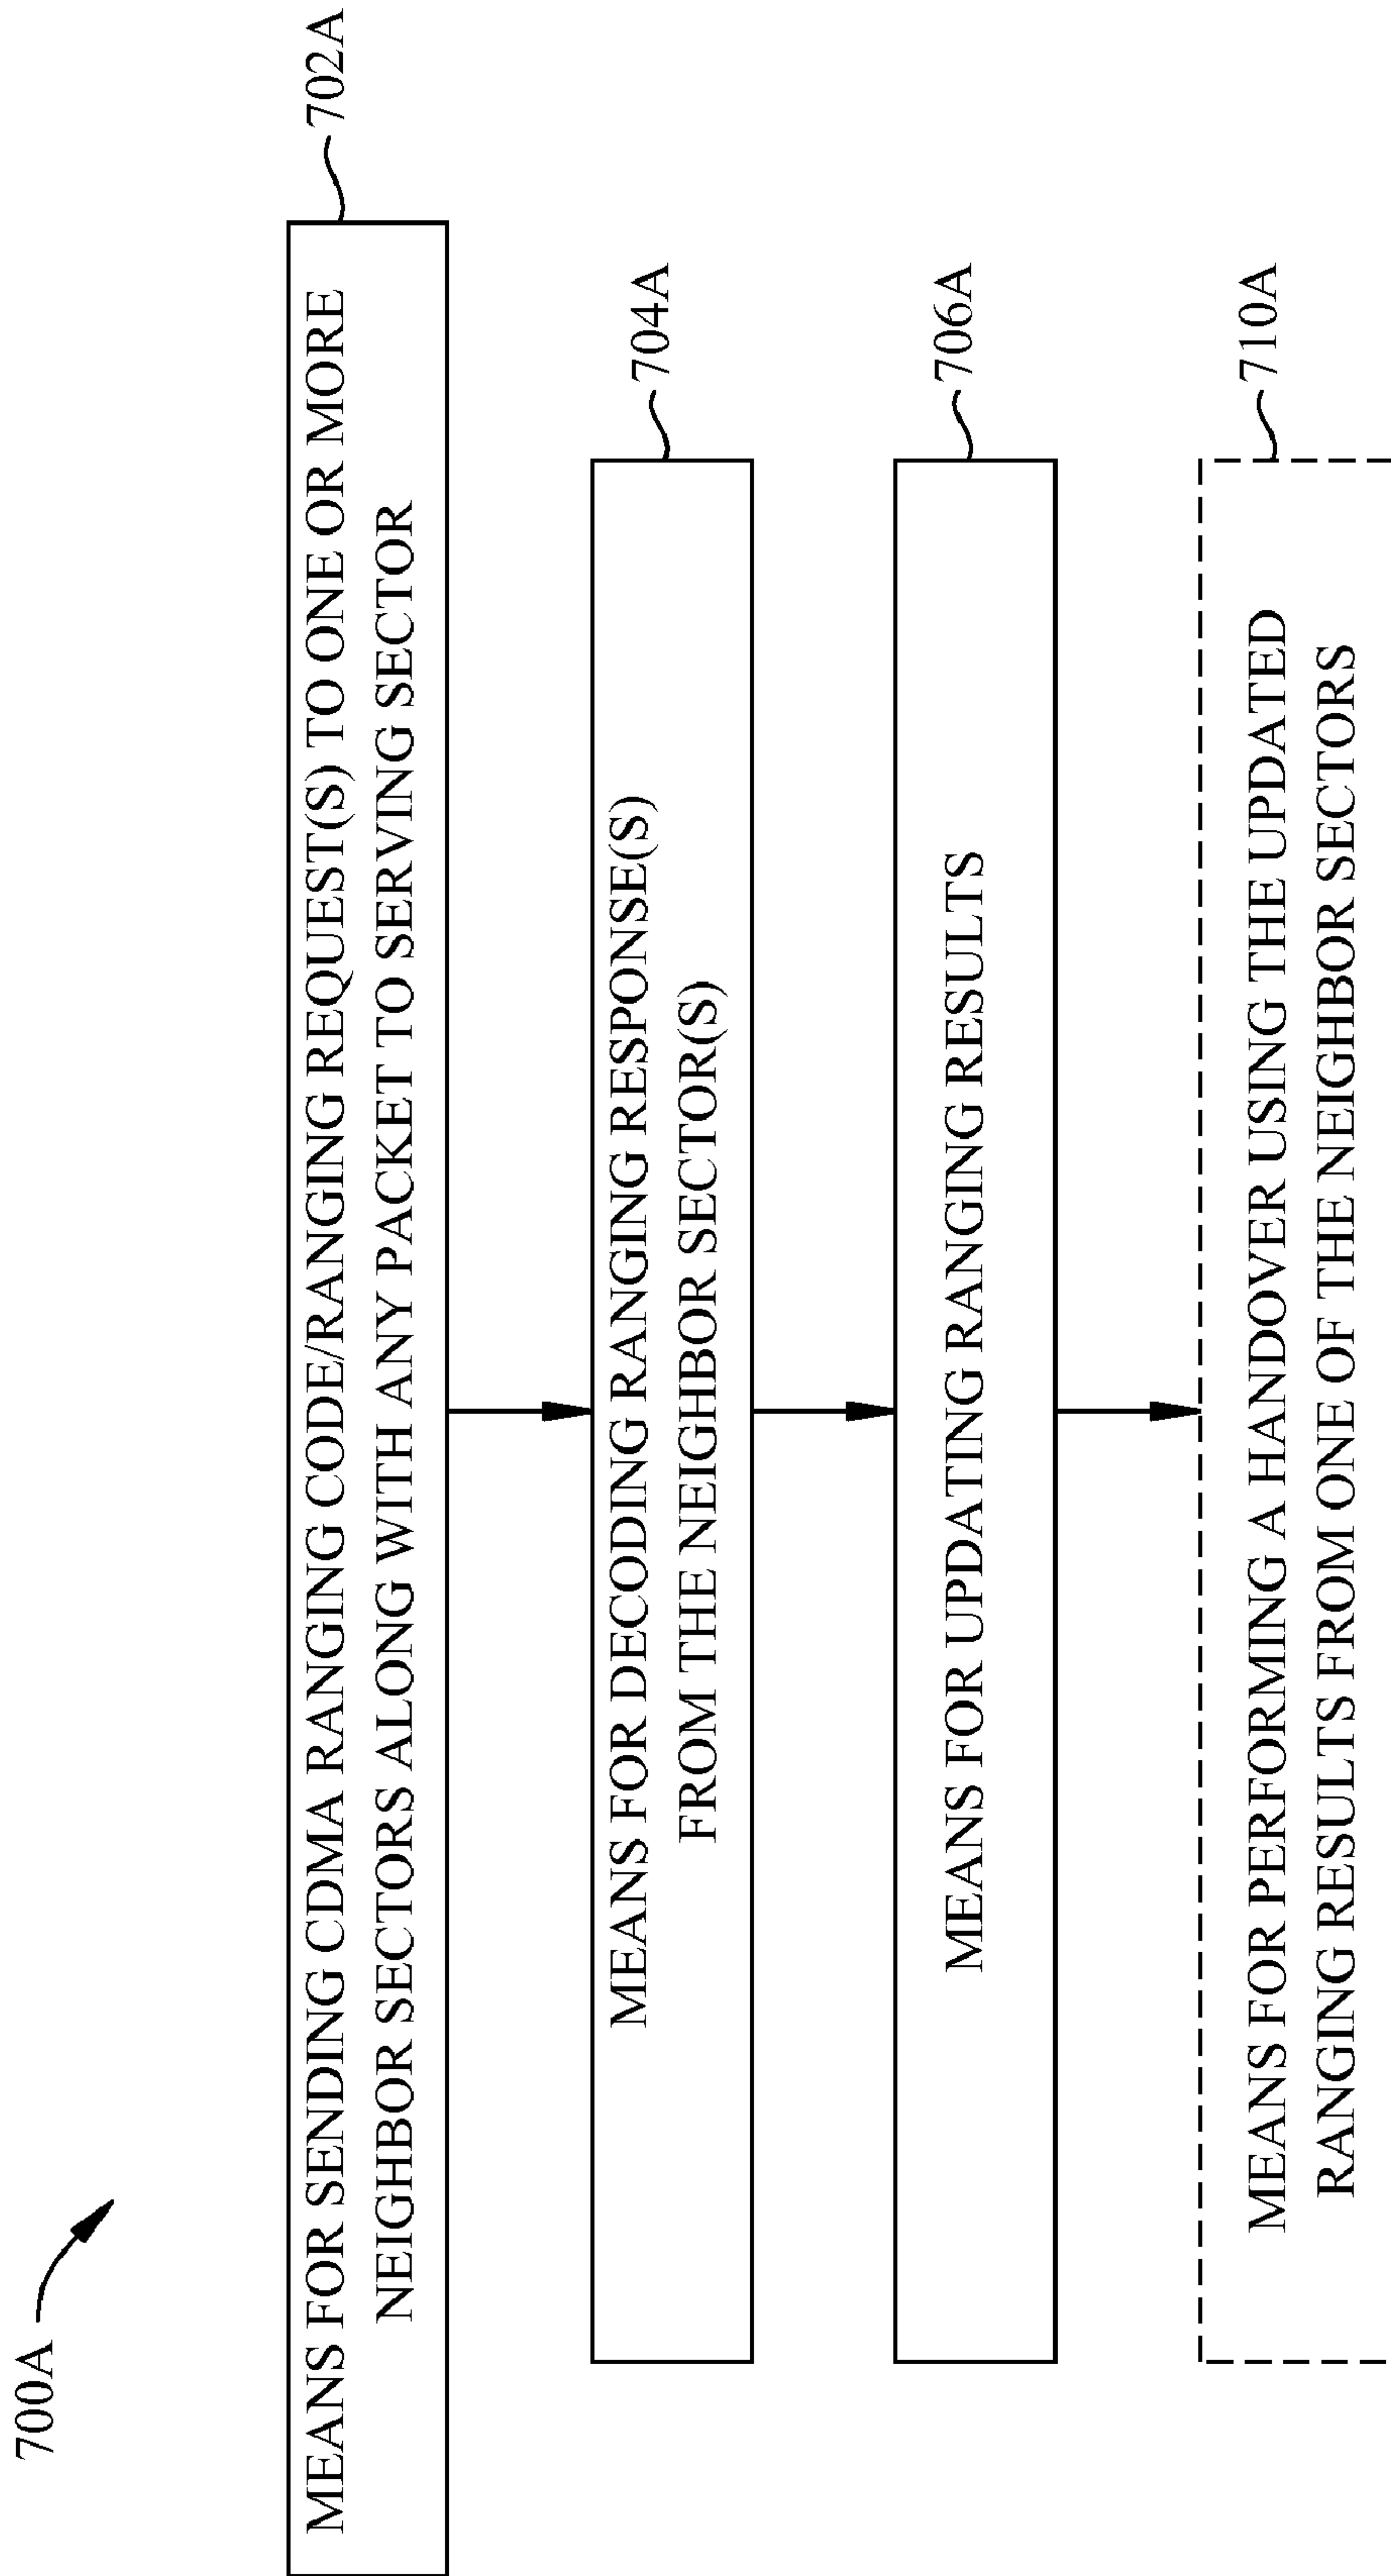 700A
MEANS FOR SENDING CDMA RANGING CODE/RANGING REQUEST(S) TO ONE OR MORE
NEIGHBOR SECTORS ALONG WITH ANY PACKET TO SERVING SECTOR
702A
MEANS FOR DECODING RANGING RESPONSE(S)
FROM THE NEIGHBOR SECTOR(S)
704A
MEANS FOR UPDATING RANGING RESULTS
706A
MEANS FOR PERFORMING A HANDOVER USING THE UPDATED
RANGING RESULTS FROM ONE OF THE NEIGHBOR SECTORS
710A